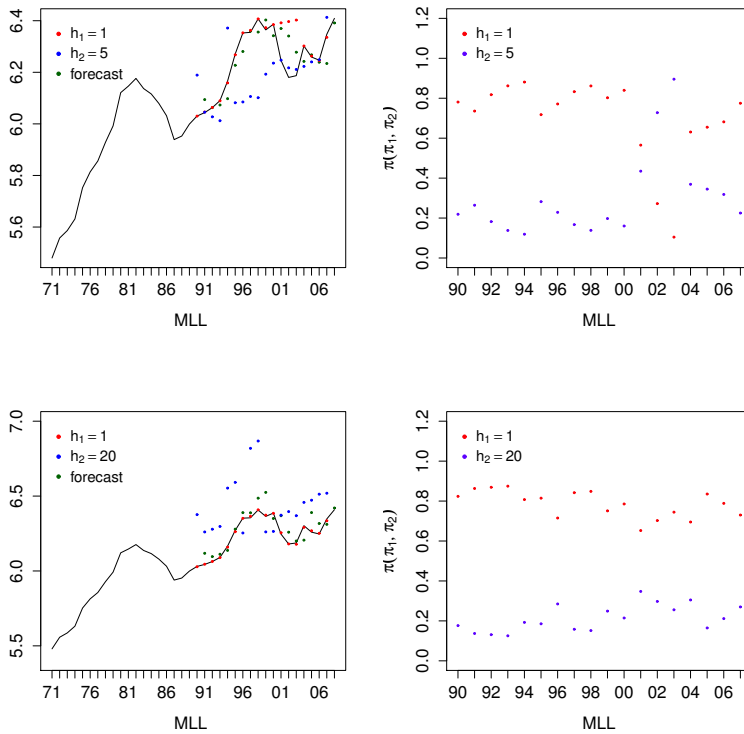 6.4
6.2
6.0
5.8
5.6
h1 = 1
h2 = 5
forecast
71 76 81 86 91 96 01 06
MLL
π(π1, π2)
1.2
1.0
0.8
0.6
0.4
0.2
0.0
h1 = 1
h2 = 5
90 92 94 96 98 00 02 04 06
MLL
7.0
6.5
6.0
5.5
h1 = 1
h2 = 20
forecast
71 76 81 86 91 96 01 06
MLL
π(π1, π2)
1.2
1.0
0.8
0.6
0.4
0.2
0.0
h1 = 1
h2 = 20
90 92 94 96 98 00 02 04 06
MLL